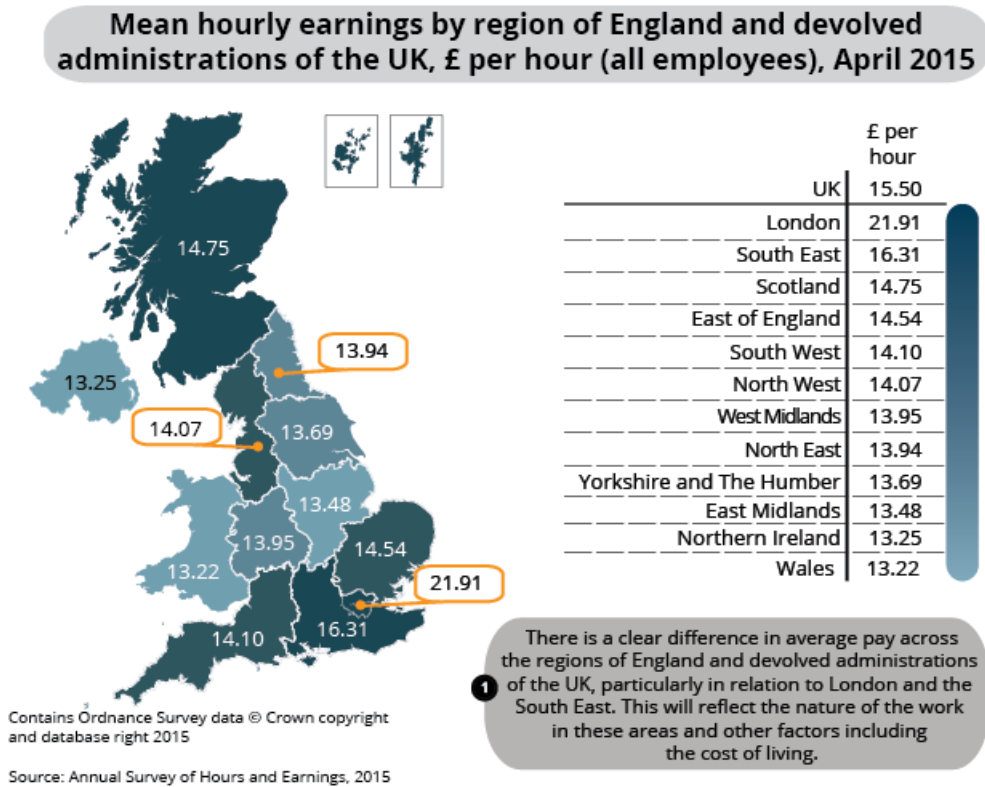 Mean hourly earnings by region of England and devolved
administrations of the UK, £ per hour (all employees), April 2015
14.75
13.25
13.94
14.07
13.69
13.48
13.95
14.54
13.22
21.91
14.10
16.31
£ per
hour
UK 15.50
London 21.91
South East 16.31
Scotland 14.75
East of England 14.54
South West 14.10
North West 14.07
West Midlands 13.95
North East 13.94
Yorkshire and The Humber 13.69
East Midlands 13.48
Northern Ireland 13.25
Wales 13.22
1
There is a clear difference in average pay across
the regions of England and devolved administrations
of the UK, particularly in relation to London and the
South East. This will reflect the nature of the work
in these areas and other factors including
the cost of living.
Contains Ordnance Survey data © Crown copyright
and database right 2015
Source: Annual Survey of Hours and Earnings, 2015